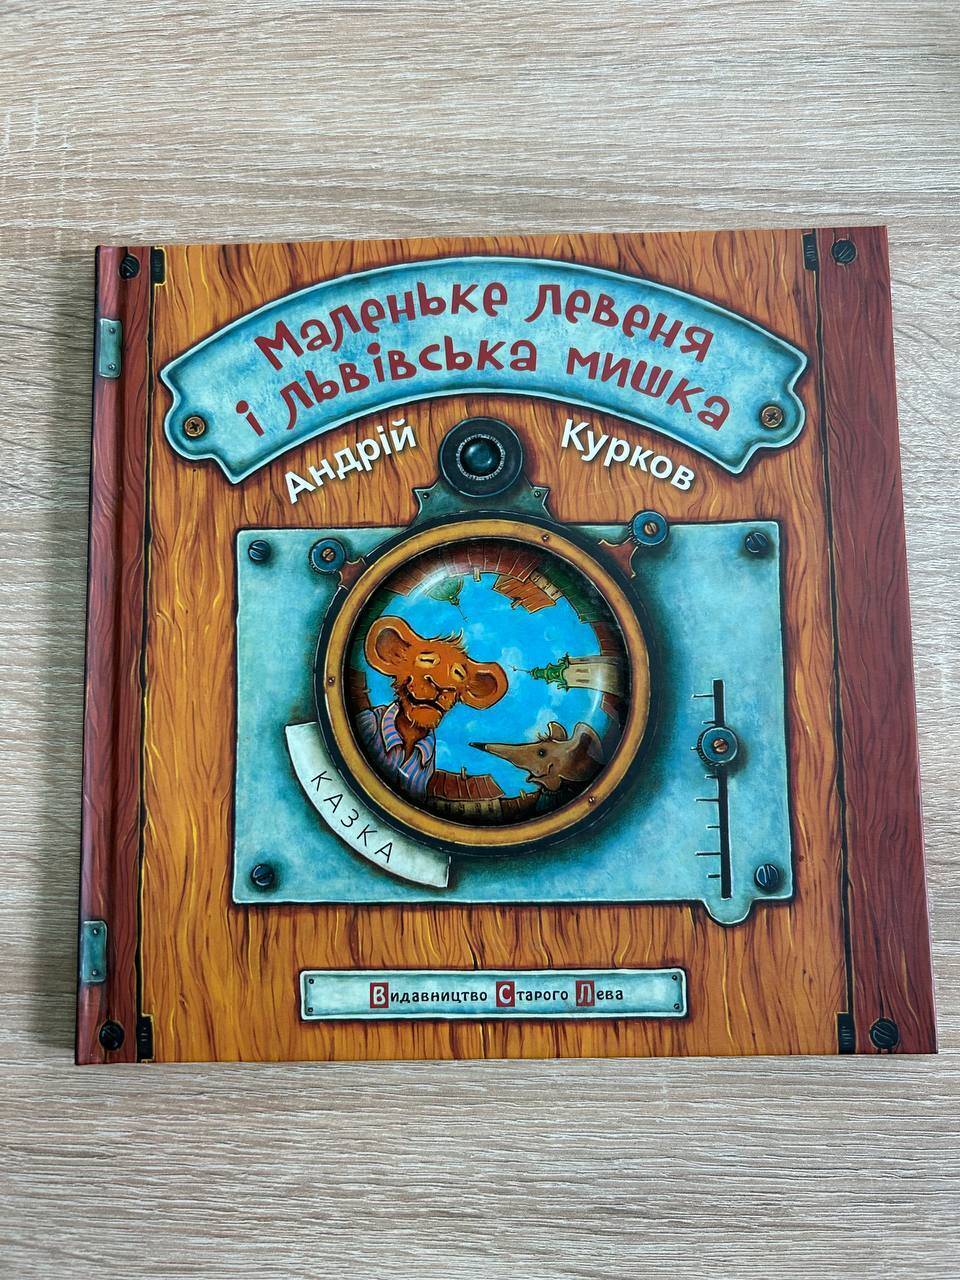 Маленьке левеня
і львівська мишка
Андрій Курков
КАЗКА
Видавництво Старого Лева